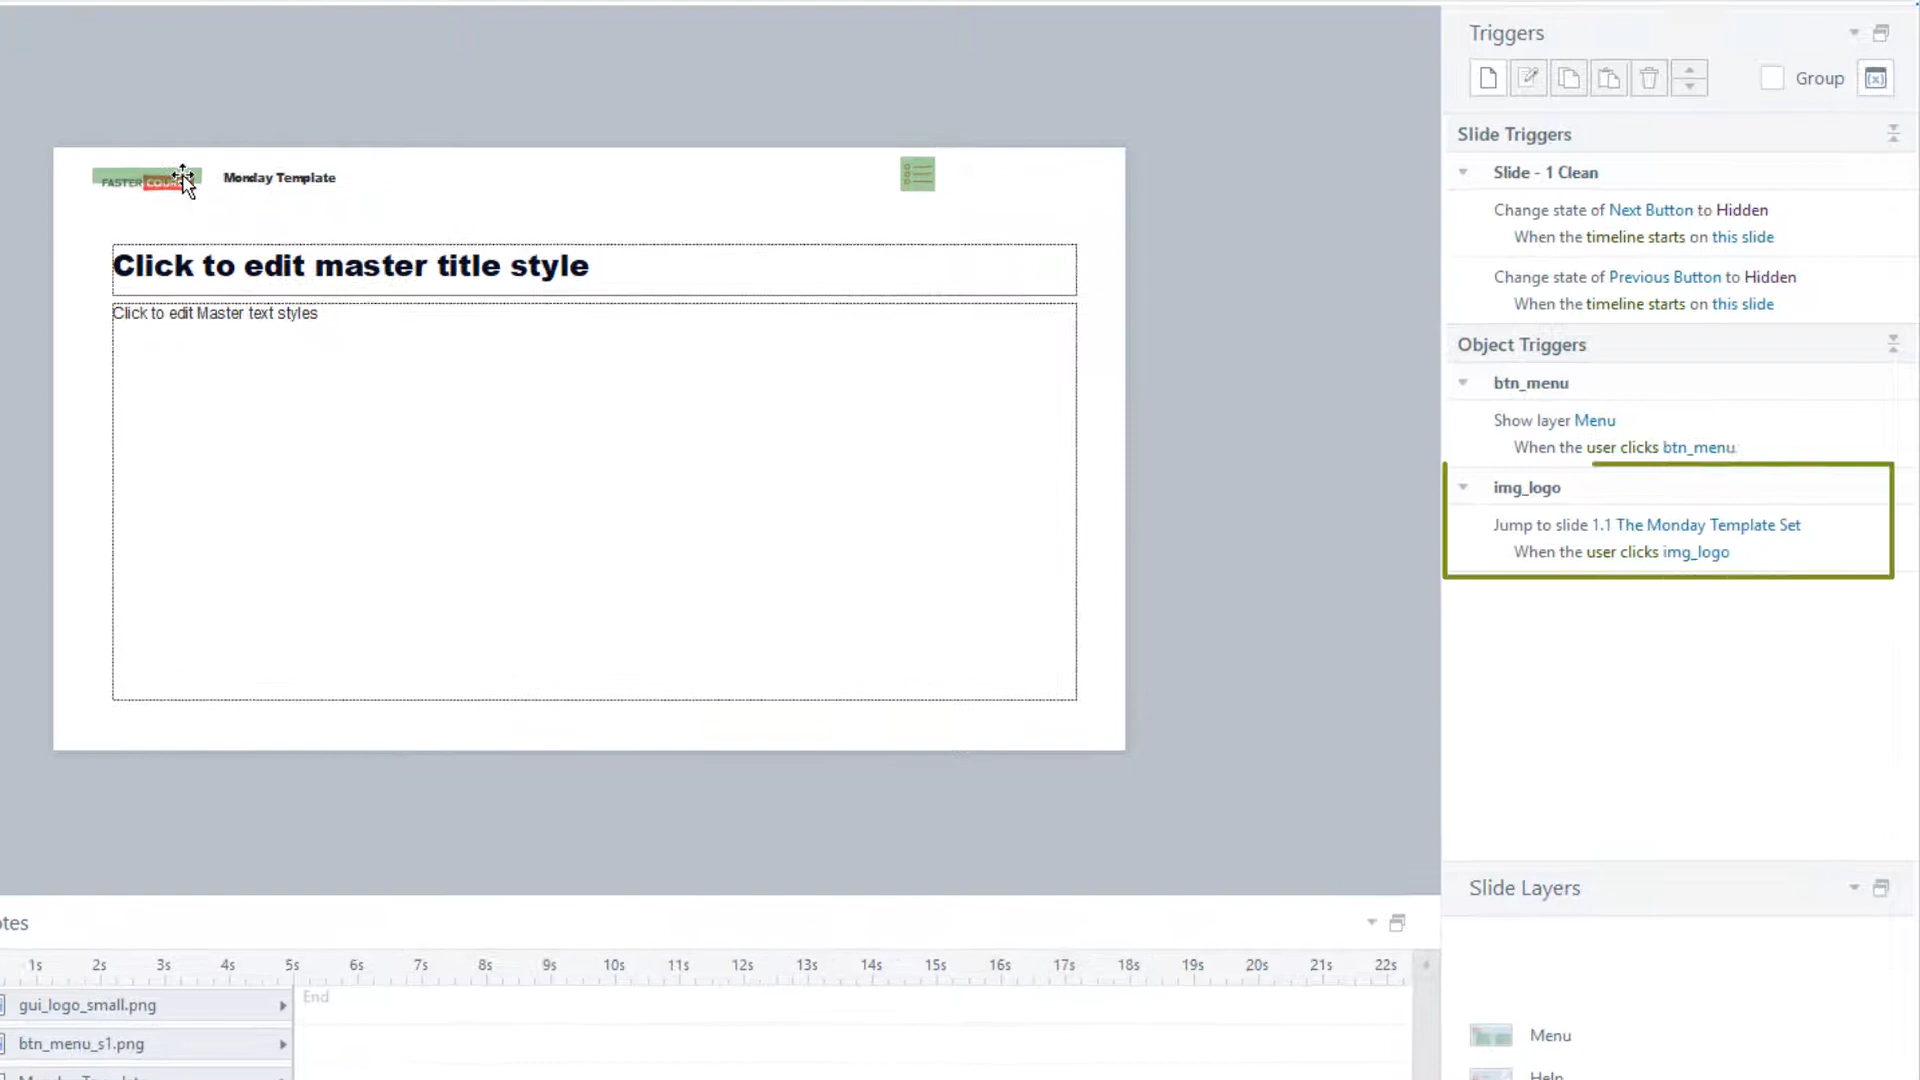 Triggers
Group
Slide Triggers
Slide - 1 Clean
Change state of Next Button to Hidden
When the timeline starts on this slide
Change state of Previous Button to Hidden
When the timeline starts on this slide
Object Triggers
btn_menu
Show layer Menu
When the user clicks btn_menu
img_logo
Jump to slide 1.1 The Monday Template Set
When the user clicks img_logo
FASTER
Monday Template
Click to edit master title style
Click to edit Master text styles
Slide Layers
Menu
Help
otes
1s 2s 3s 4s 5s 6s 7s 8s 9s 10s 11s 12s 13s 14s 15s 16s 17s 18s 19s 20s 21s 22s
End
gui_logo_small.png
btn_menu_s1.png